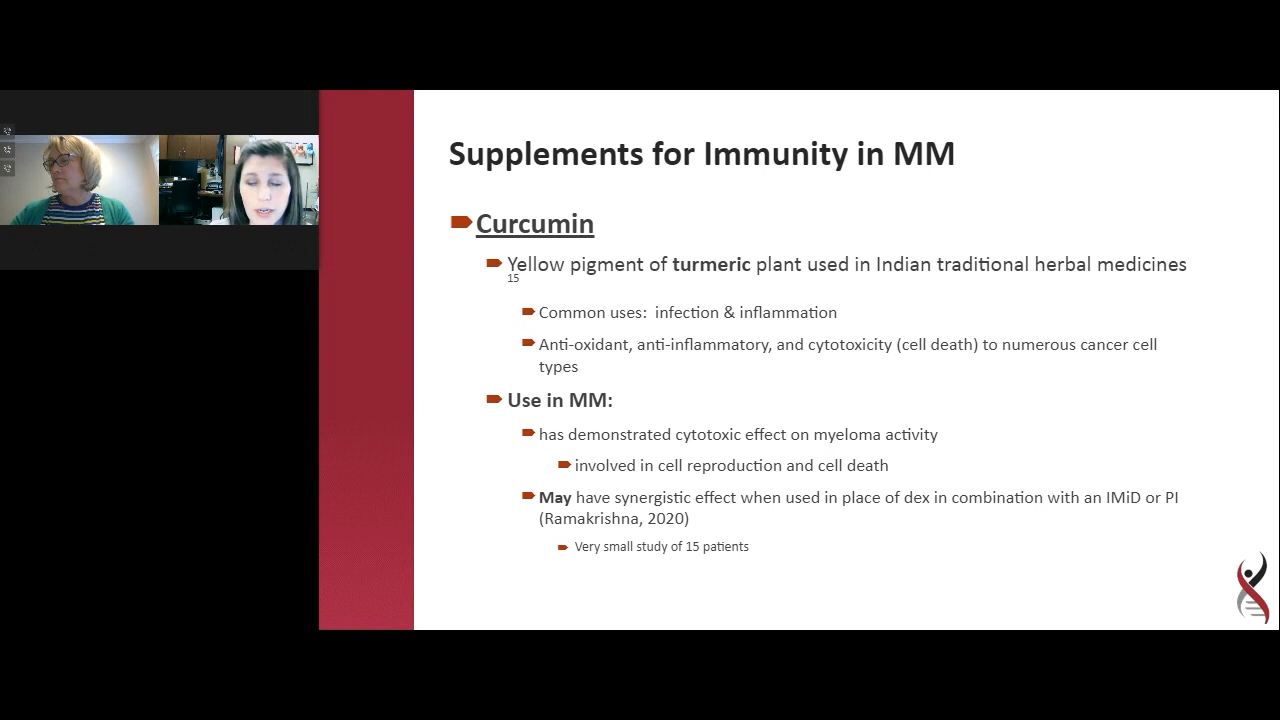 Supplements for Immunity in MM
Curcumin
Yellow pigment of turmeric plant used in Indian traditional herbal medicines
15
Common uses:  infection & inflammation
Anti-oxidant, anti-inflammatory, and cytotoxicity (cell death) to numerous cancer cell
types
Use in MM:
has demonstrated cytotoxic effect on myeloma activity
involved in cell reproduction and cell death
May have synergistic effect when used in place of dex in combination with an IMiD or PI
(Ramakrishna, 2020)
Very small study of 15 patients